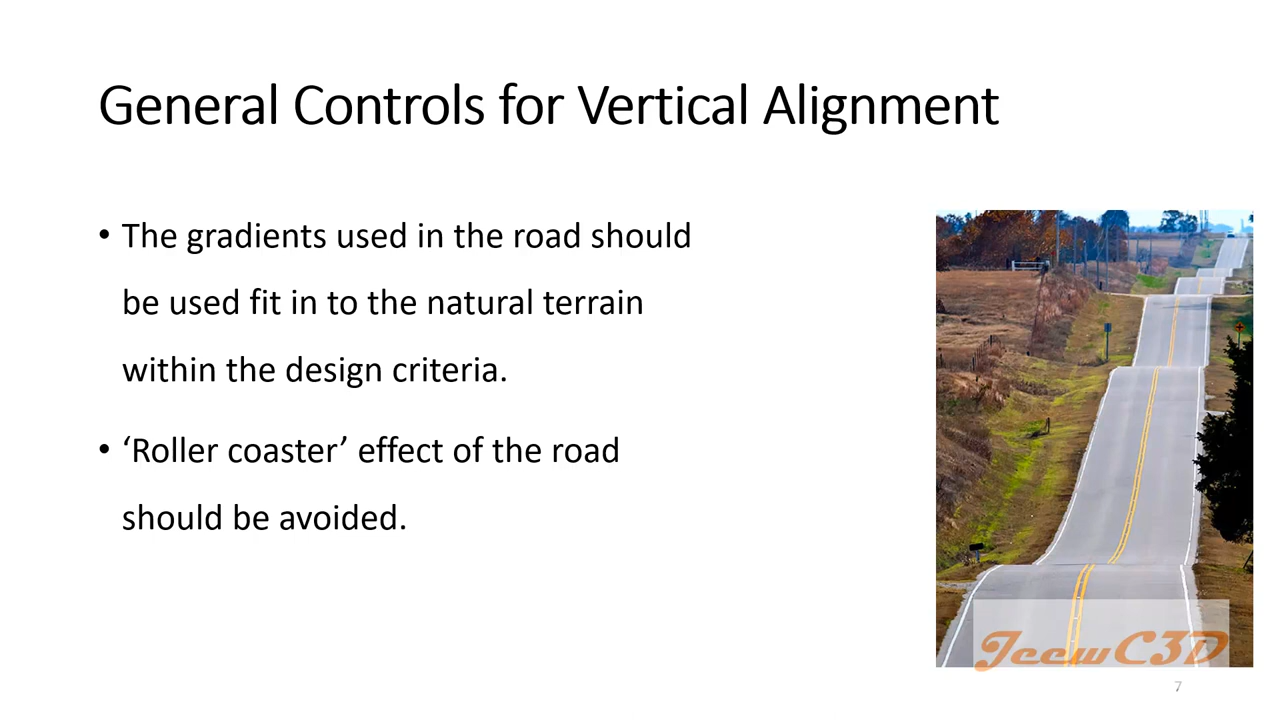 General Controls for Vertical Alignment
• The gradients used in the road should
be used fit in to the natural terrain
within the design criteria.
• ‘Roller coaster’ effect of the road
should be avoided.
JeewC3D
7